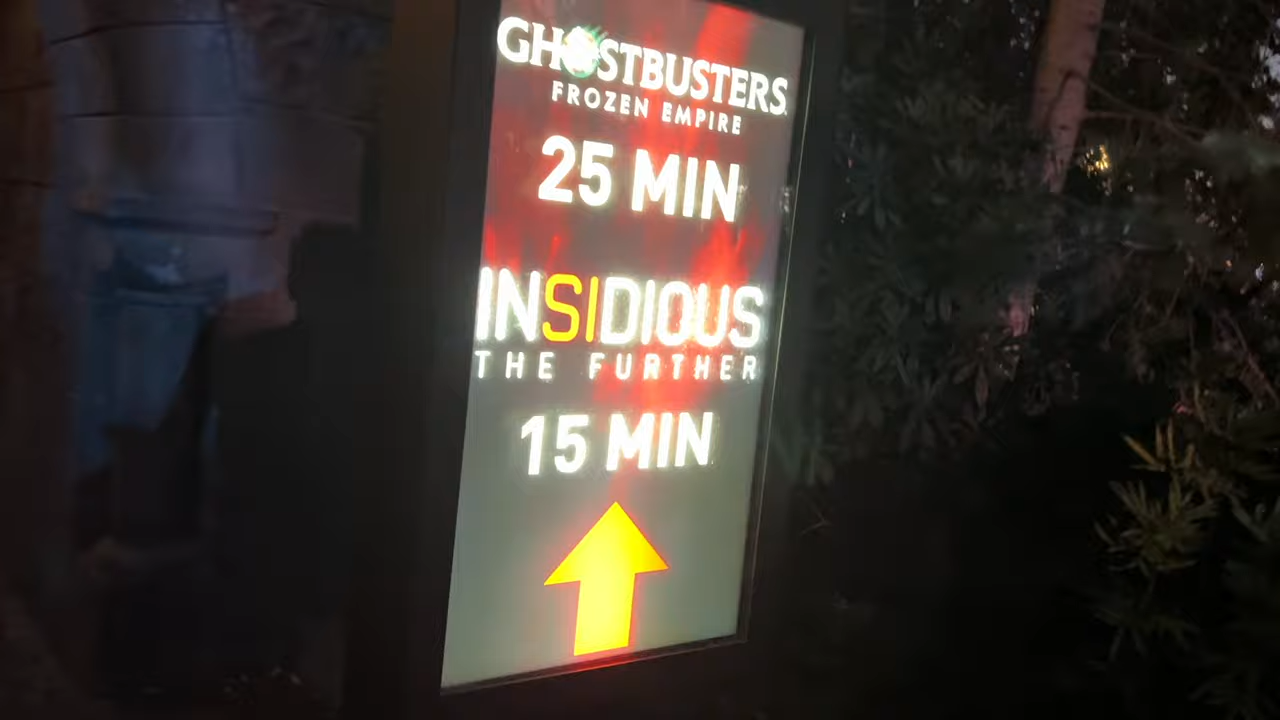 GHOSTBUSTERS
FROZEN EMPIRE
25 MIN
INSIDIOUS
THE FURTHER
15 MIN